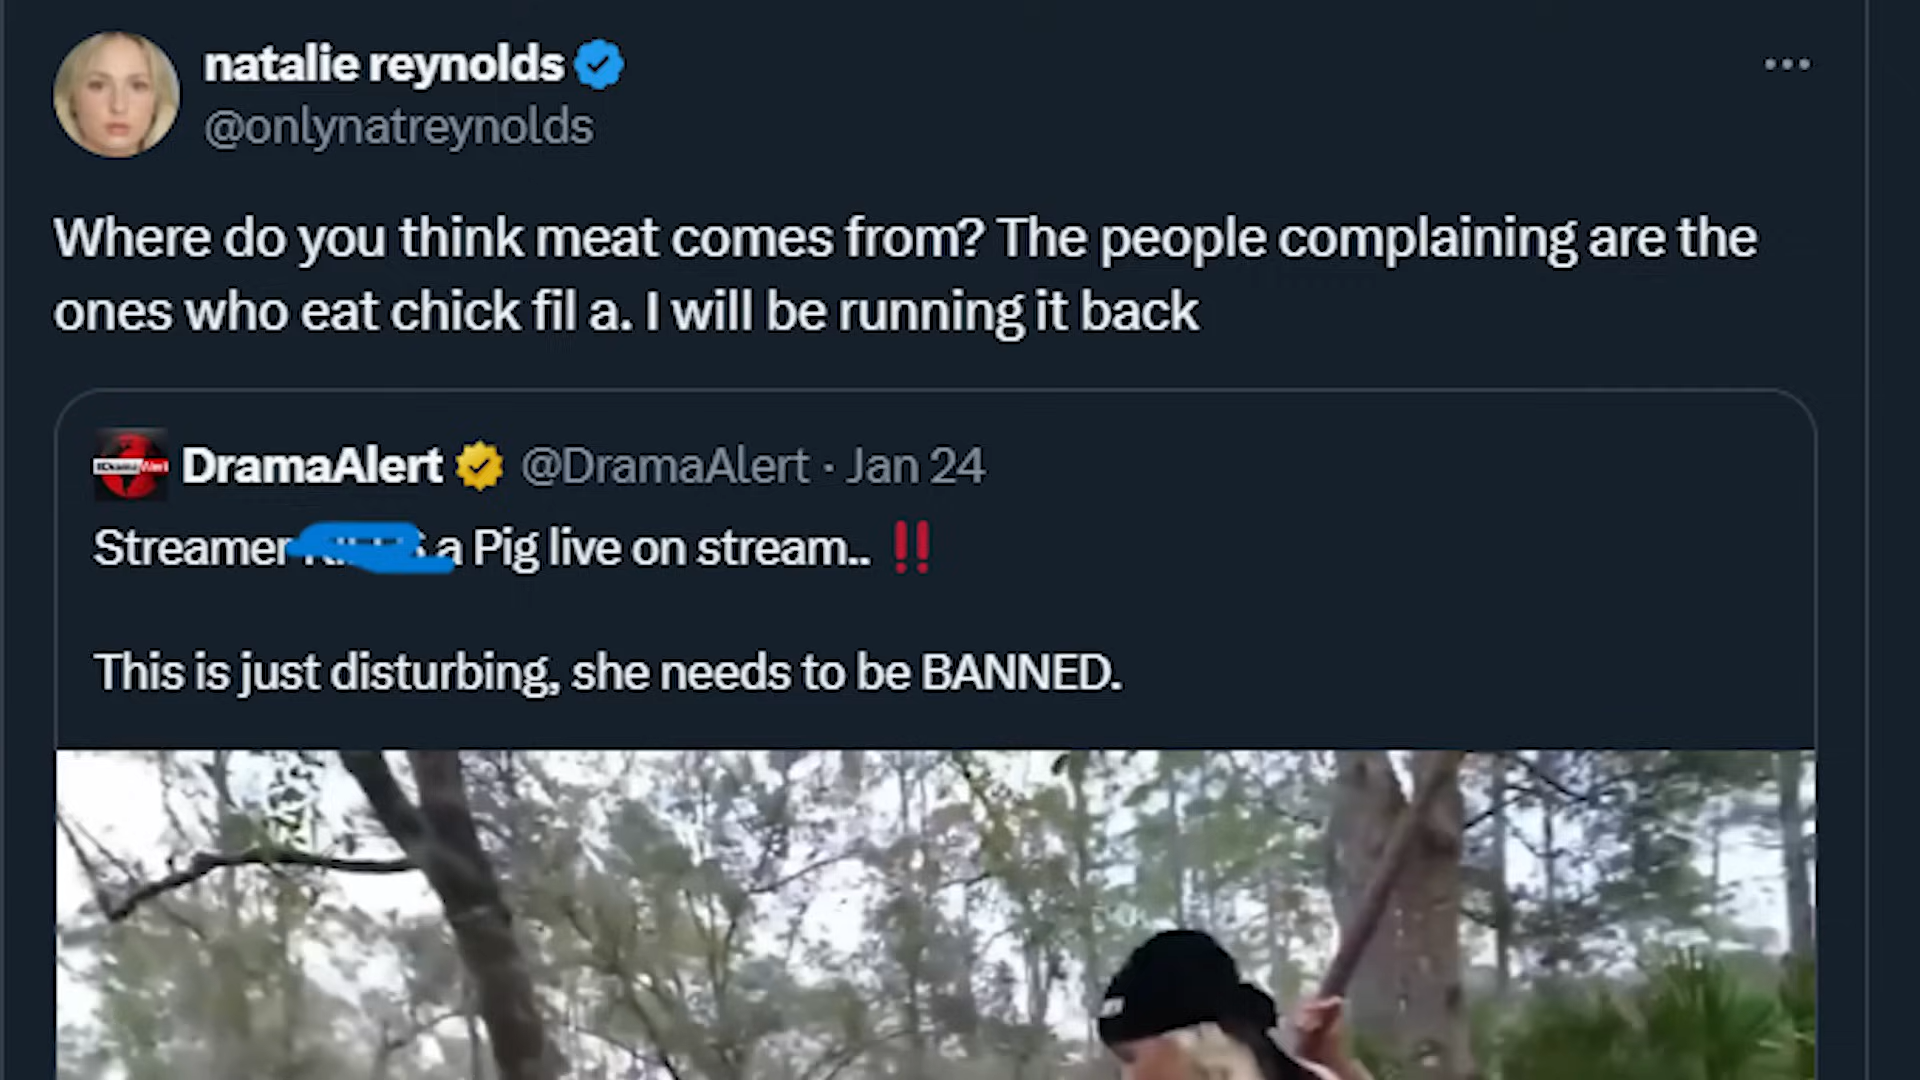 natalie reynolds
@onlynatreynolds
Where do you think meat comes from? The people complaining are the
ones who eat chick fil a. I will be running it back
DramaAlert @DramaAlert · Jan 24
Streamer a Pig live on stream.. ‼️
This is just disturbing, she needs to be BANNED.